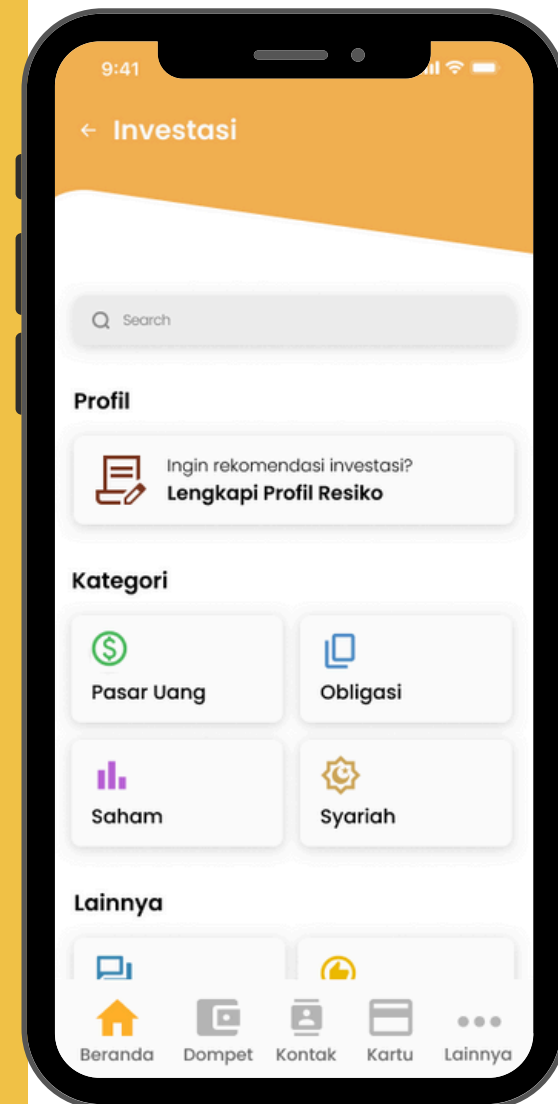 9:41
← Investasi
Search
Profil
Ingin rekomendasi investasi?
Lengkapi Profil Resiko
Kategori
Pasar Uang
Obligasi
Saham
Syariah
Lainnya
Beranda
Dompet
Kontak
Kartu
Lainnya